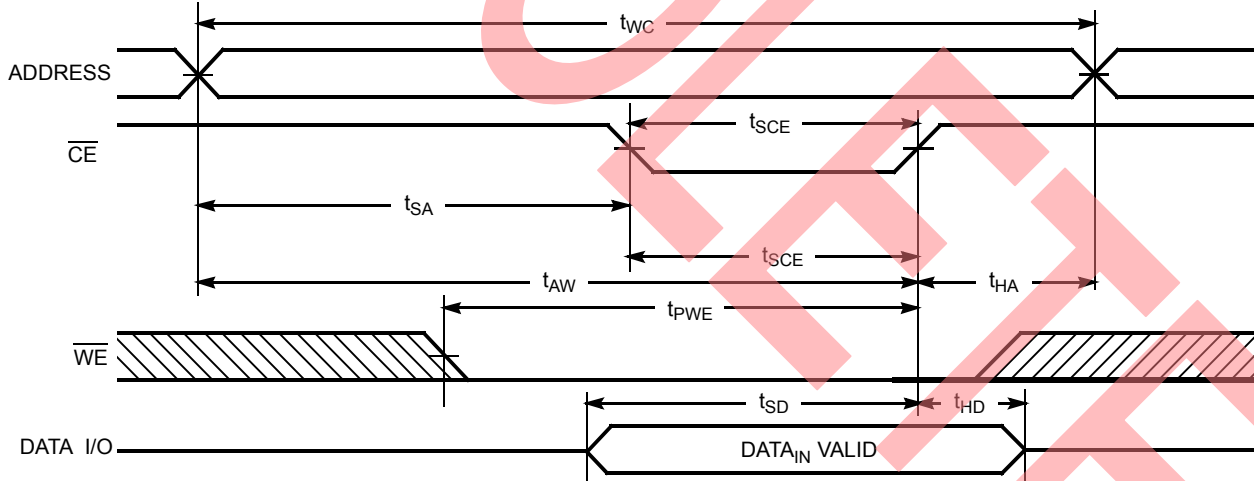 tWC
ADDRESS
tSCE
CE
tSA
tSCE
tAW
tHA
tPWE
WE
tSD
tHD
DATA I/O
DATAIN VALID